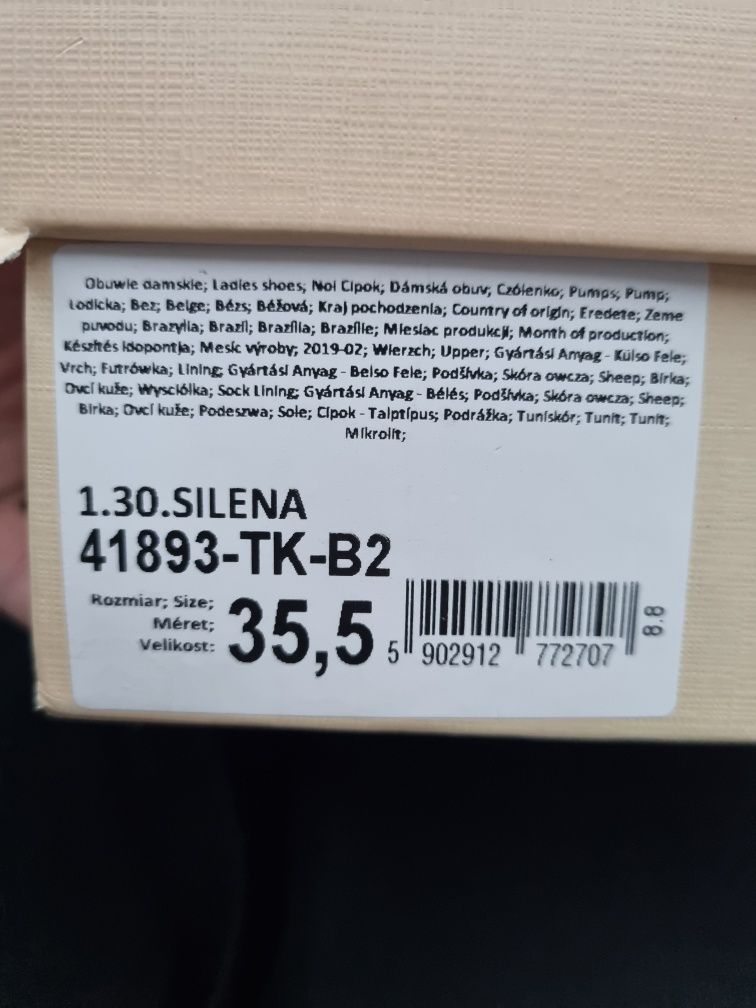 Obuwie damskie; Ladies shoes; Noi Cipok; Dámská obuv; Czółenko; Pumps; Pump;
Lodicka; Bez; Beige; Bézs; Béžová; Kraj pochodzenia; Country of origin; Eredete; Zeme
puvodu; Brazylia; Brazil; Brazília; Brazílie; Miesiac produkcji; Month of production;
Készítés idopontja; Mesíc výroby; 2019-02; Wierzch; Upper; Gyártási Anyag - Külso Fele;
Vrch; Futrówka; Lining; Gyártási Anyag - Belso Fele; Podšívka; Skóra owcza; Sheep; Birka;
Ovcí kuže; Wysciólka; Sock Lining; Gyártási Anyag - Bélés; Podšívka; Skóra owcza; Sheep;
Birka; Ovcí kuže; Podeszwa; Sole; Cipok - Talptípus; Podrážka; Tuniskór; Tunit; Tunit;
Mikrolit;
1.30.SILENA
41893-TK-B2
Rozmiar; Size;
Méret;
Velikost:
35,5
5 902912 772707
8.8